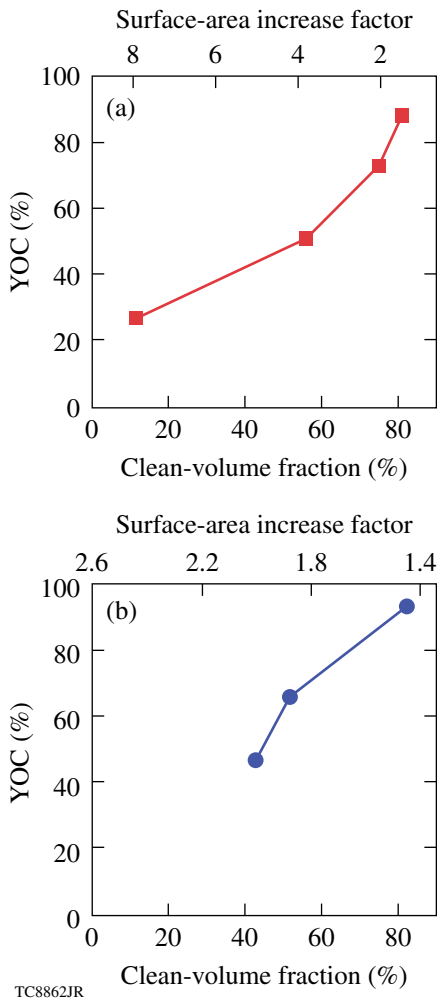 Surface-area increase factor
8 6 4 2
100
(a)
80
60
YOC (%)
40
20
0
0 20 40 60 80
Clean-volume fraction (%)
Surface-area increase factor
2.6 2.2 1.8 1.4
100
(b)
80
60
YOC (%)
40
20
0
0 20 40 60 80
Clean-volume fraction (%)
TC8862JR